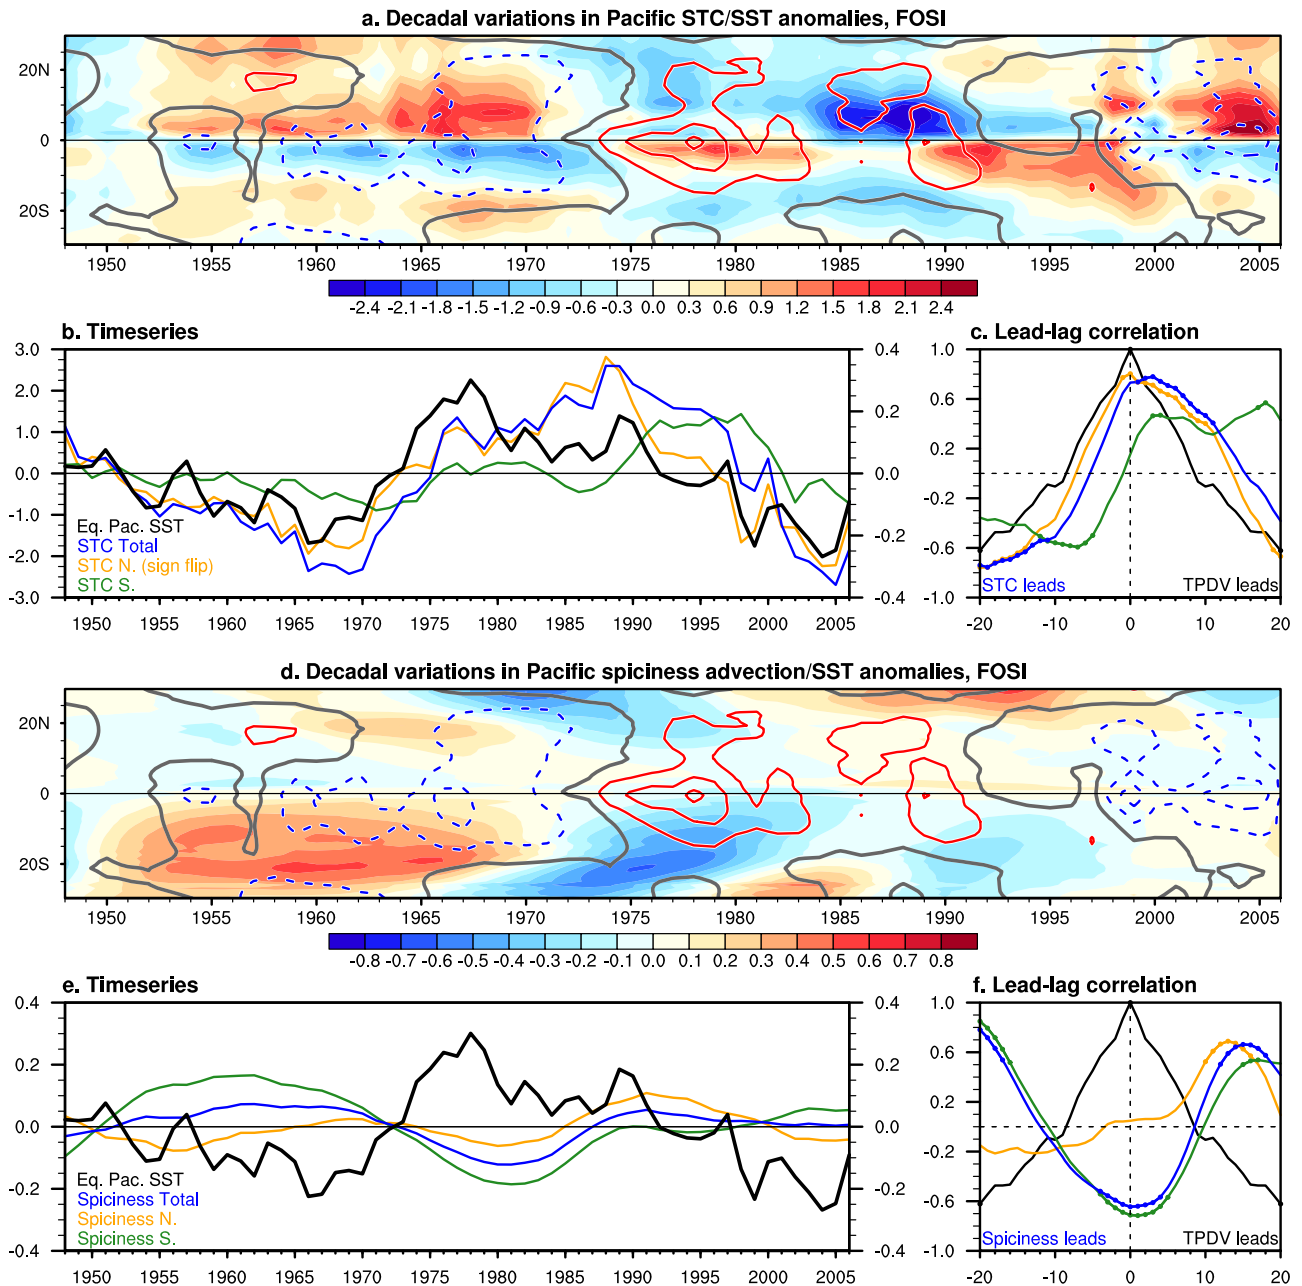 a. Decadal variations in Pacific STC/SST anomalies, FOSI
20N
0
20S
1950 1955 1960 1965 1970 1975 1980 1985 1990 1995 2000 2005
-2.4 -2.1 -1.8 -1.5 -1.2 -0.9 -0.6 -0.3 0.0 0.3 0.6 0.9 1.2 1.5 1.8 2.1 2.4
b. Timeseries
3.0
2.0
1.0
0.0
-1.0
-2.0
-3.0
0.4
0.2
0.0
-0.2
-0.4
Eq. Pac. SST
STC Total
STC N. (sign flip)
STC S.
1950 1955 1960 1965 1970 1975 1980 1985 1990 1995 2000 2005
c. Lead-lag correlation
1.0
0.6
0.2
-0.2
-0.6
-1.0
STC leads TPDV leads
-20 -10 0 10 20
d. Decadal variations in Pacific spiciness advection/SST anomalies, FOSI
20N
0
20S
1950 1955 1960 1965 1970 1975 1980 1985 1990 1995 2000 2005
-0.8 -0.7 -0.6 -0.5 -0.4 -0.3 -0.2 -0.1 0.0 0.1 0.2 0.3 0.4 0.5 0.6 0.7 0.8
e. Timeseries
0.4
0.2
0.0
-0.2
-0.4
0.4
0.2
0.0
-0.2
-0.4
Eq. Pac. SST
Spiciness Total
Spiciness N.
Spiciness S.
1950 1955 1960 1965 1970 1975 1980 1985 1990 1995 2000 2005
f. Lead-lag correlation
1.0
0.6
0.2
-0.2
-0.6
-1.0
Spiciness leads TPDV leads
-20 -10 0 10 20